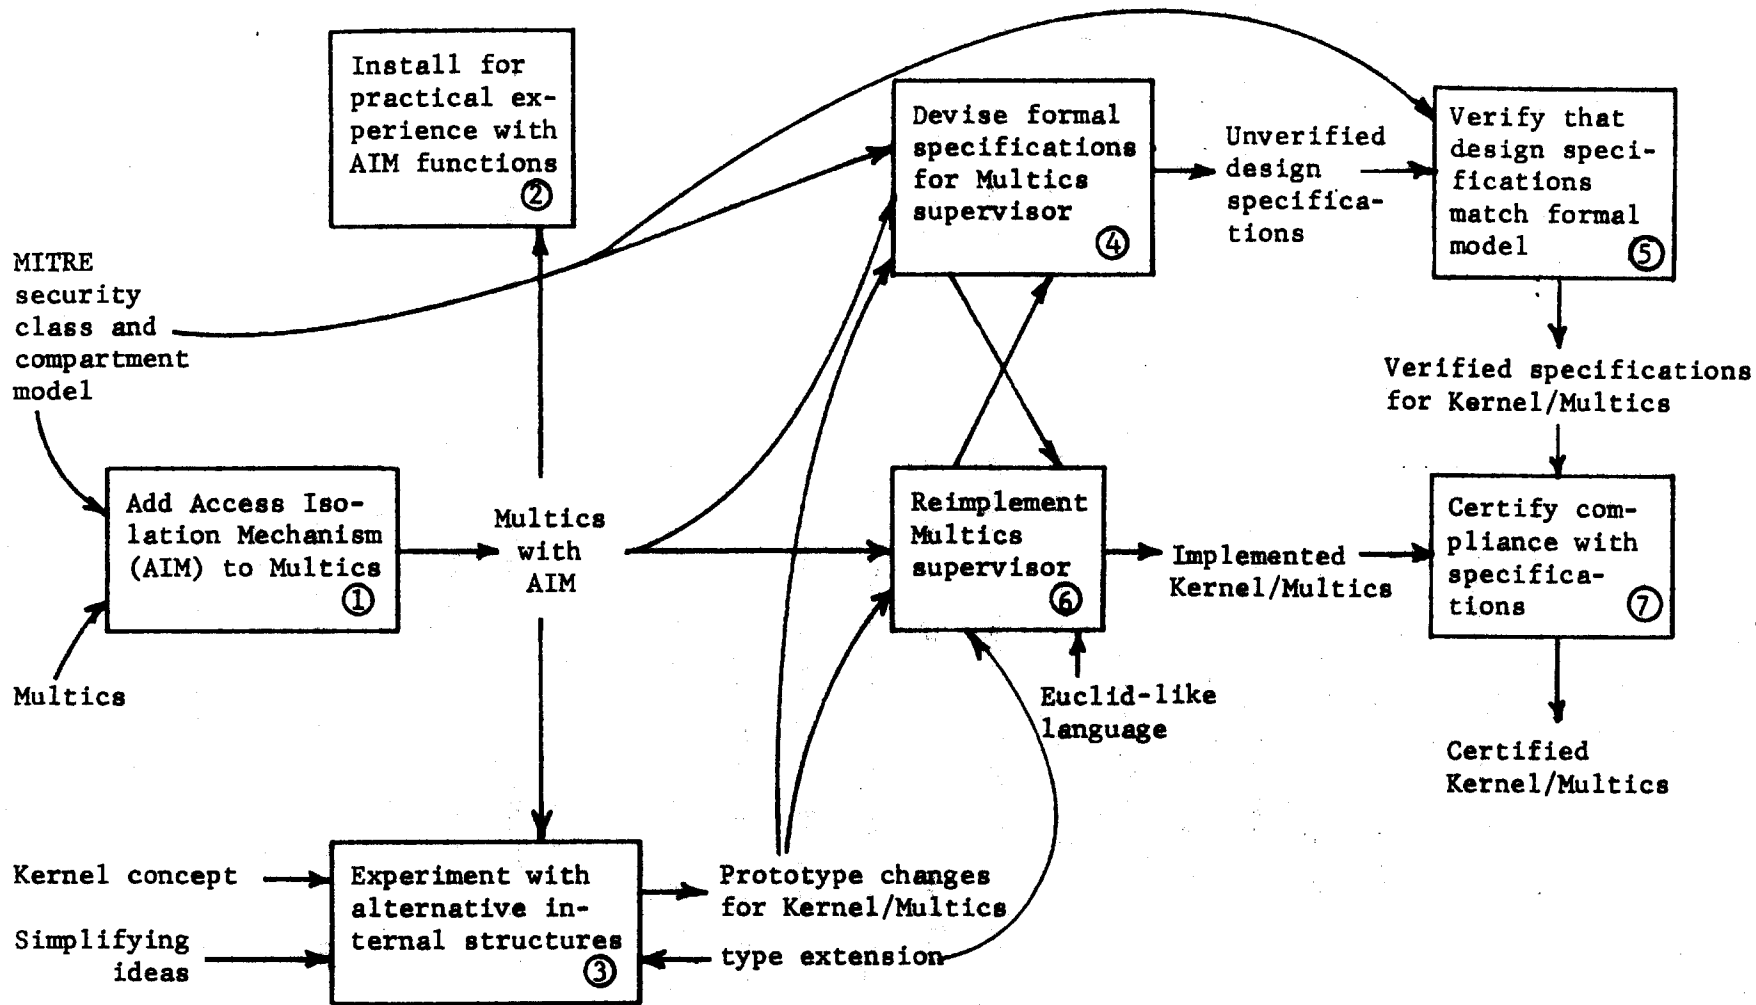 Install for
practical ex-
perience with
AIM functions
2
Devise formal
specifications
for Multics
supervisor
4
Unverified
design
specifica-
tions
Verify that
design speci-
fications
match formal
model
5
MITRE
security
class and
compartment
model
Verified specifications
for Kernel/Multics
Add Access Iso-
lation Mechanism
(AIM) to Multics
1
Multics
with
AIM
Reimplement
Multics
supervisor
6
Implemented
Kernel/Multics
Certify com-
pliance with
specifica-
tions
7
Multics
Euclid-like
language
Certified
Kernel/Multics
Kernel concept
Simplifying
ideas
Experiment with
alternative in-
ternal structures
3
Prototype changes
for Kernel/Multics
type extension